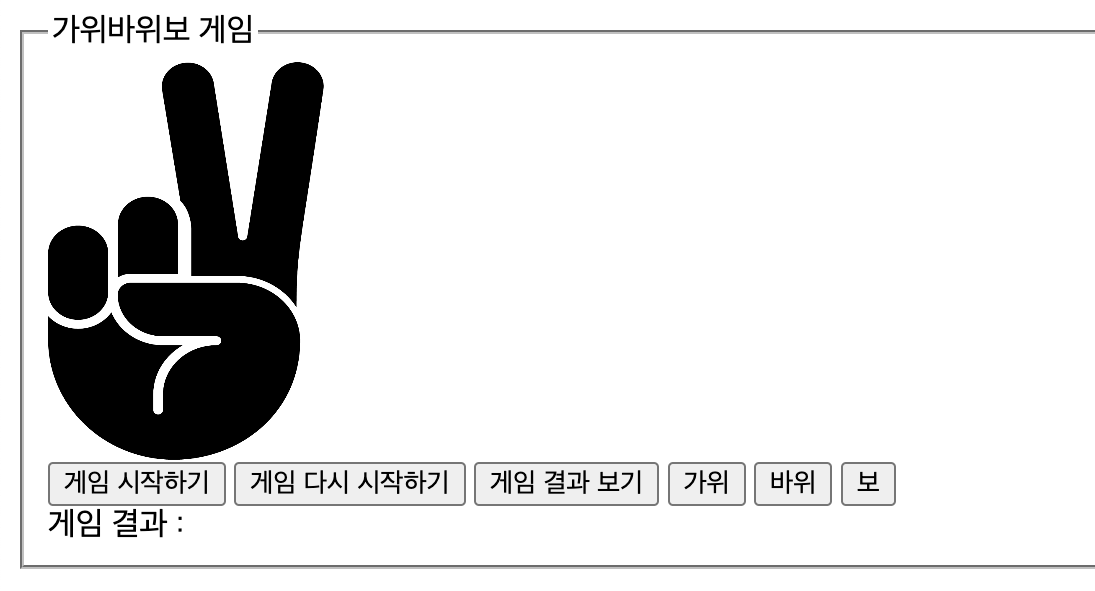 가위바위보 게임
게임 시작하기 게임 다시 시작하기 게임 결과 보기 가위 바위 보
게임 결과 :